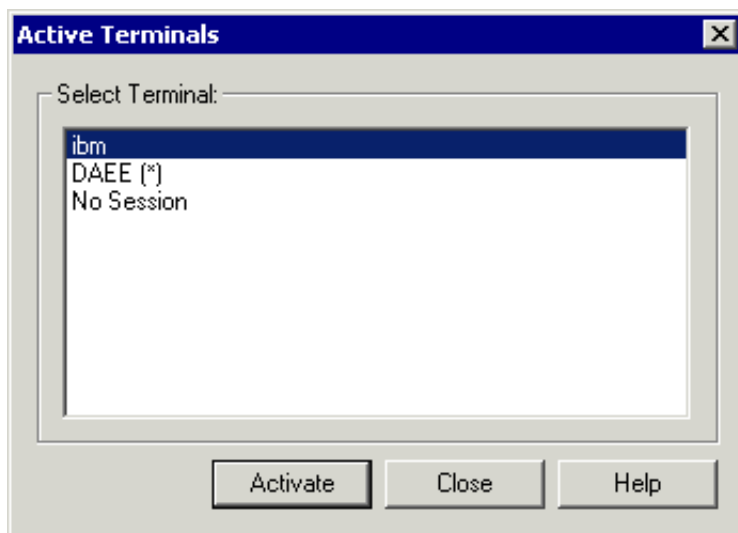 Active Terminals
Select Terminal:
ibm
DAEE (*)
No Session
Activate
Close
Help